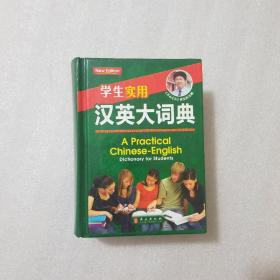 New Edition
学生实用
汉英大词典
A Practical
Chinese-English
Dictionary for Students